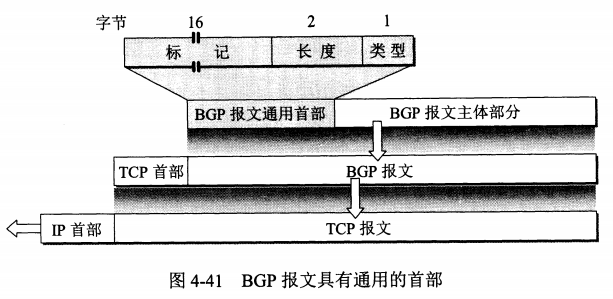 字节 16 2 1
标 记 长 度 类 型
BGP 报文通用首部 BGP 报文主体部分
TCP 首部 BGP 报文
IP 首部 TCP 报文
图 4-41 BGP 报文具有通用的首部